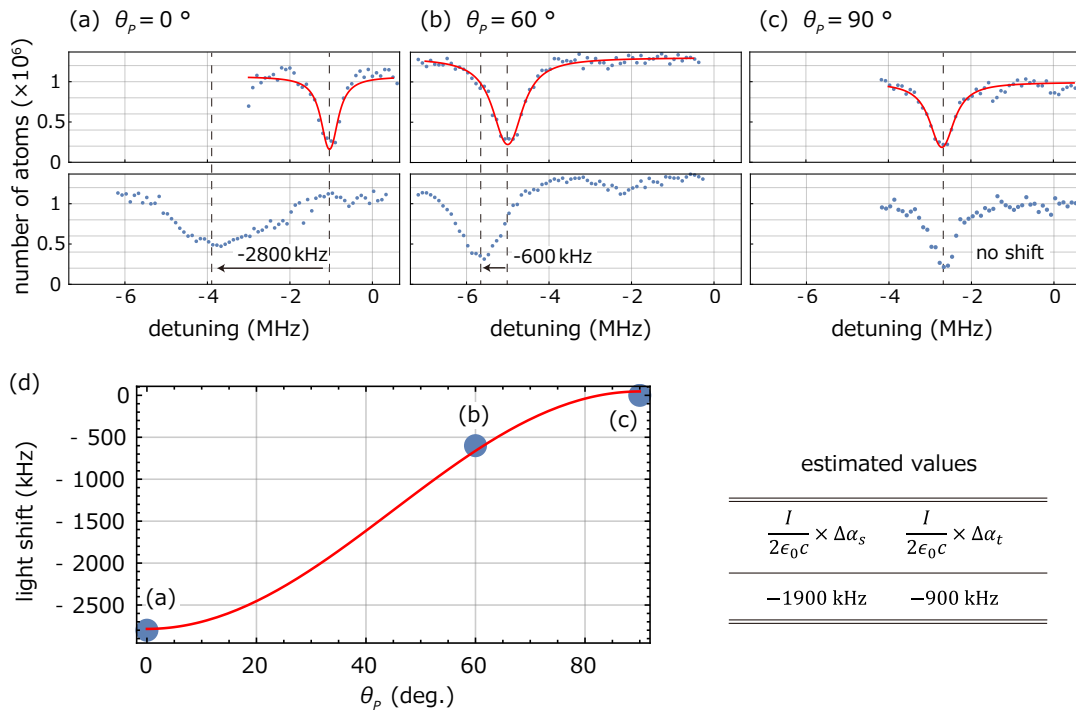 (a) θP = 0 ° (b) θP = 60 ° (c) θP = 90 °
number of atoms (×10⁶)
1
0.5
0
1
0.5
0
-2800 kHz
-600 kHz
no shift
-6 -4 -2 0 -6 -4 -2 0 -6 -4 -2 0
detuning (MHz) detuning (MHz) detuning (MHz)
(d)
light shift (kHz)
0
- 500
- 1000
- 1500
- 2000
- 2500
(a)
(b)
(c)
0 20 40 60 80
θP (deg.)
estimated values
I/2ϵ₀c × Δαs I/2ϵ₀c × Δαt
−1900 kHz −900 kHz